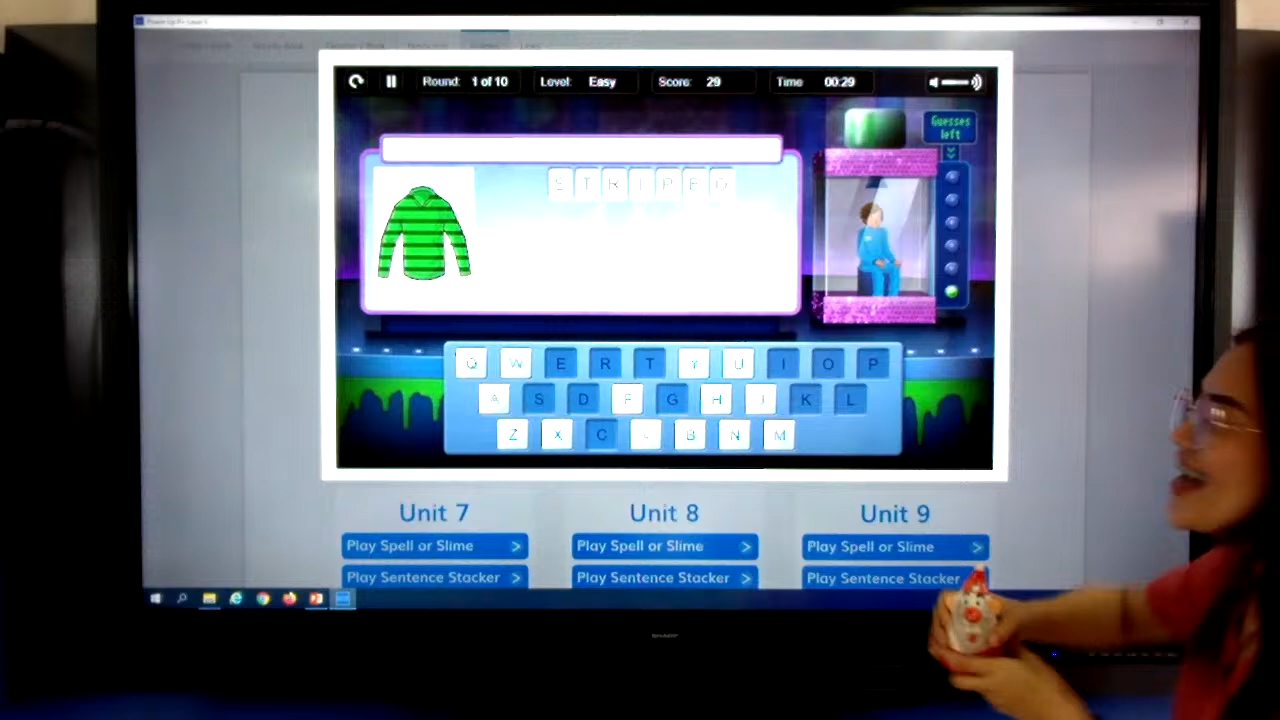 Round: 1 of 10 Level: Easy Score: 29 Time 00:29
Guesses
left
S T R I P E D
Q W E R T Y U I O P
A S D F G H J K L
Z X C V B N M
Unit 7 Unit 8 Unit 9
Play Spell or Slime > Play Spell or Slime > Play Spell or Slime >
Play Sentence Stacker > Play Sentence Stacker > Play Sentence Stacker
SHARP